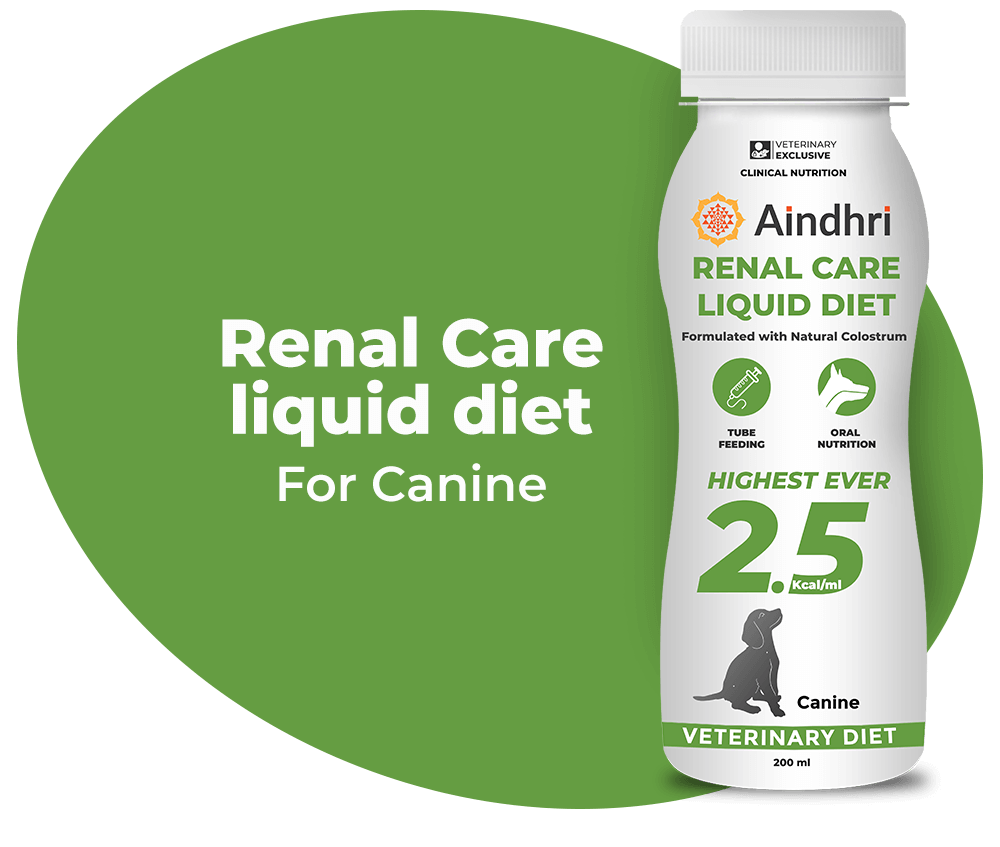 Renal Care
liquid diet
For Canine
VETERINARY
EXCLUSIVE
CLINICAL NUTRITION
Aindhri
RENAL CARE
LIQUID DIET
Formulated with Natural Colostrum
TUBE
FEEDING
ORAL
NUTRITION
HIGHEST EVER
2.5
Kcal/ml
Canine
VETERINARY DIET
200 ml